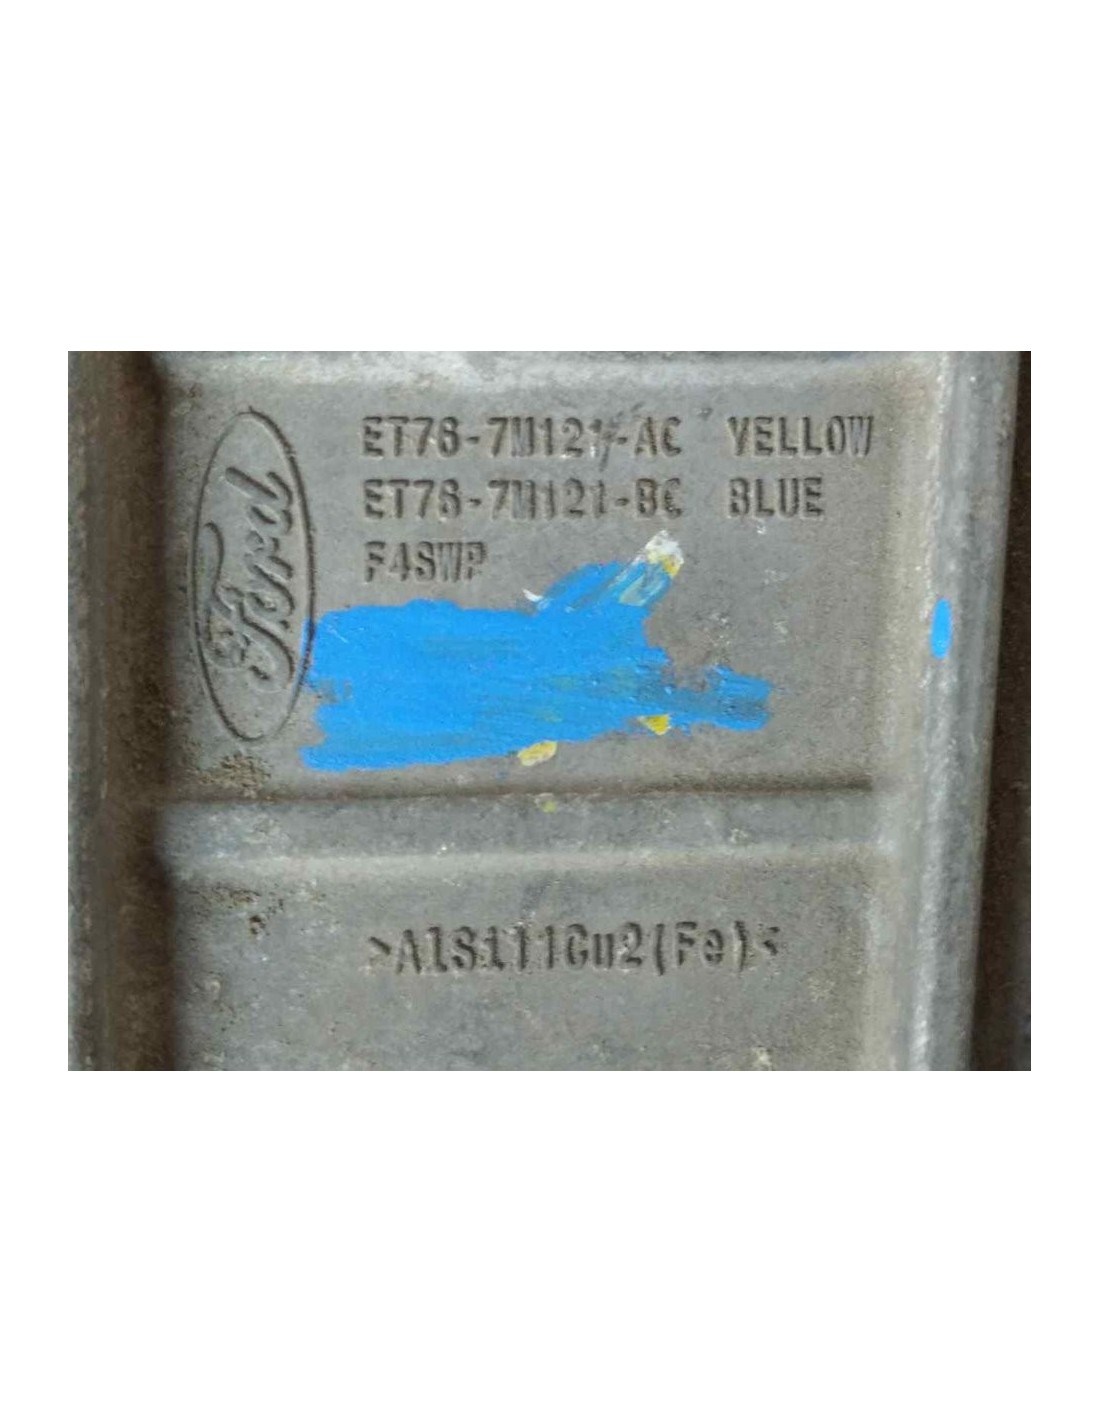 Ford
ET76-7M121-AC YELLOW
ET76-7M121-BC BLUE
F4SWP
>AlSi11Cu2(Fe)<